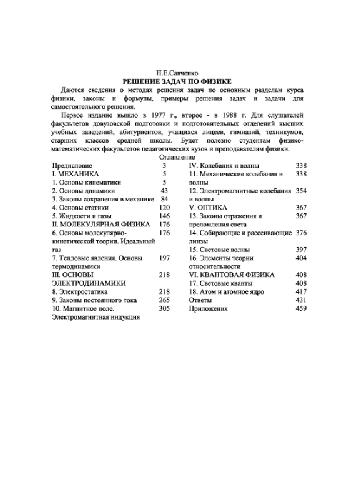 Н.Е.Савченко
РЕШЕНИЕ ЗАДАЧ ПО ФИЗИКЕ
Даются сведения о методах решения задач по основным разделам курса
физики, законы и формулы, примеры решения задач и задачи для
самостоятельного решения.
Первое издание вышло в 1977 г., второе - в 1988 г. Для слушателей
факультетов довузовской подготовки и подготовительных отделений высших
учебных заведений, абитуриентов, учащихся лицеев, гимназий, техникумов,
старших классов средней школы. Будет полезно студентам физико-
математических факультетов педагогических вузов и преподавателям физики.
Оглавление
Предисловие 3
I. МЕХАНИКА 5
1. Основы кинематики 5
2. Основы динамики 43
3. Законы сохранения в механике 84
4. Основы статики 120
5. Жидкости и газы 146
II. МОЛЕКУЛЯРНАЯ ФИЗИКА 176
6. Основы молекулярно- 176
кинетической теории. Идеальный
газ
7. Тепловые явления. Основы 197
термодинамики
III. ОСНОВЫ 218
ЭЛЕКТРОДИНАМИКИ
8. Электростатика 218
9. Законы постоянного тока 265
10. Магнитное поле. 305
Электромагнитная индукция
IV. Колебания и волны 338
11. Механические колебания и 338
волны
12. Электромагнитные колебания 354
и волны
V. ОПТИКА 367
13. Законы отражения и 367
преломления света
14. Собирающие и рассеивающие 376
линзы
15. Световые волны 397
16. Элементы теории 404
относительности
VI. КВАНТОВАЯ ФИЗИКА 408
17. Световые кванты 408
18. Атом и атомное ядро 417
Ответы 421
Приложения 459